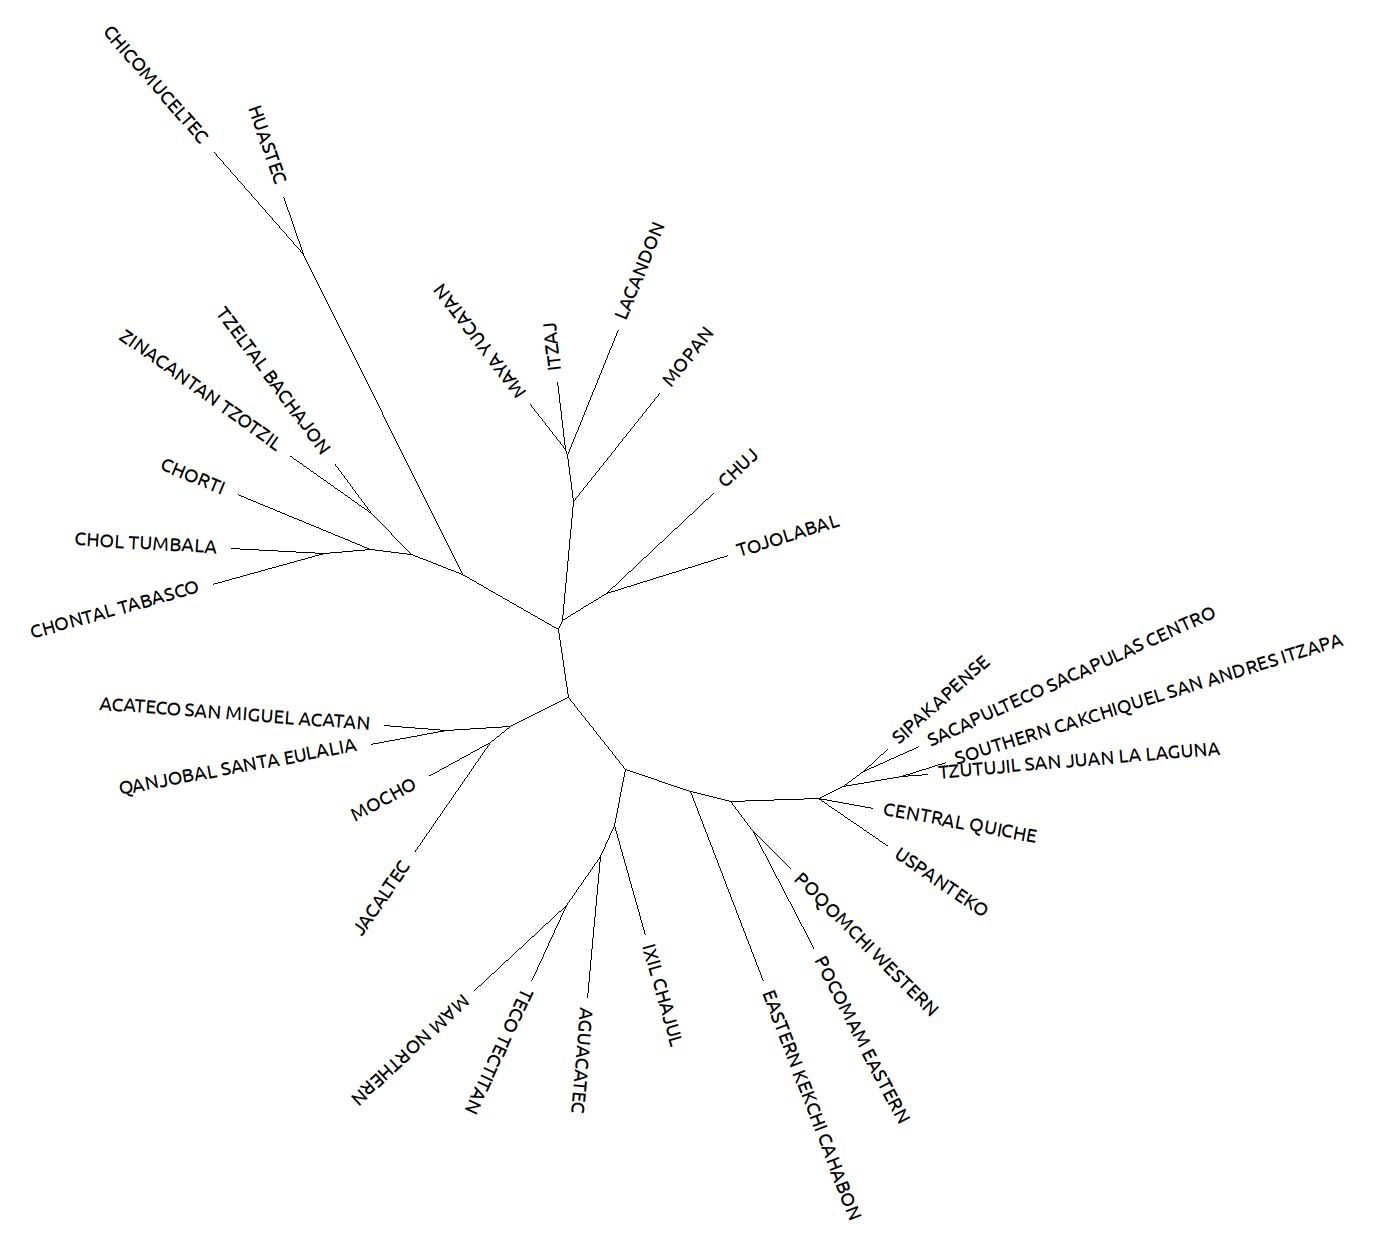 CHICOMUCELTEC
HUASTEC
LACANDON
MAYA YUCATAN
ITZAJ
MOPAN
TZELTAL BACHAJON
ZINACANTAN TZOTZIL
CHUJ
CHORTI
TOJOLABAL
CHOL TUMBALA
CHONTAL TABASCO
SIPAKAPENSE
SACAPULTECO SACAPULAS CENTRO
SOUTHERN CAKCHIQUEL SAN ANDRES ITZAPA
TZUTUJIL SAN JUAN LA LAGUNA
ACATECO SAN MIGUEL ACATAN
QANJOBAL SANTA EULALIA
MOCHO
CENTRAL QUICHE
USPANTEKO
JACALTEC
POQOMCHI WESTERN
POCOMAM EASTERN
IXIL CHAJUL
EASTERN KEKCHI CAHABON
MAM NORTHERN
TECO TECTITAN
AGUACATEC